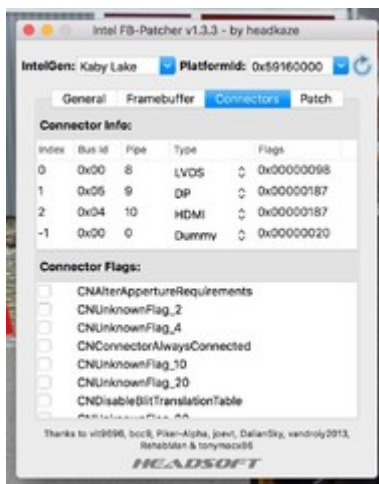 Intel FB-Patcher v1.3.3 - by headkaze
IntelGen: Kaby Lake PlatformId: 0x59160000
General Framebuffer Connectors Patch
Connector Info:
Index Bus Id Pipe Type Flags
0 0x00 8 LVDS 0x00000098
1 0x05 9 DP 0x00000187
2 0x04 10 HDMI 0x00000187
-1 0x00 0 Dummy 0x00000020
Connector Flags:
CNAlterAppertureRequirements
CNUnknownFlag_2
CNUnknownFlag_4
CNConnectorAlwaysConnected
CNUnknownFlag_10
CNUnknownFlag_20
CNDisableBlitTranslationTable
Thanks to vit9696, bcc9, Piker-Alpha, joevt, DalianSky, vandroiy2013,
RehabMan & tonymacx86
HEADSOFT